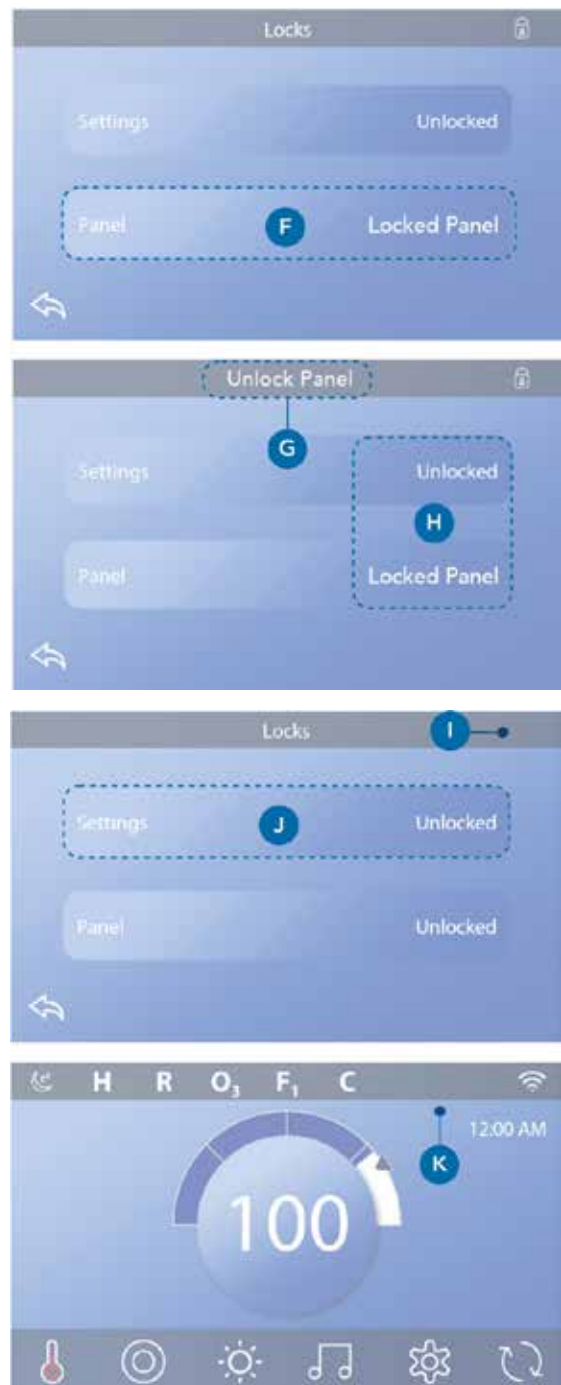 Locks
Settings Unlocked
Panel F Locked Panel
Unlock Panel
G
Settings Unlocked
H
Panel Locked Panel
Locks I
Settings J Unlocked
Panel Unlocked
H R O₃ F₁ C
12:00 AM
K
100